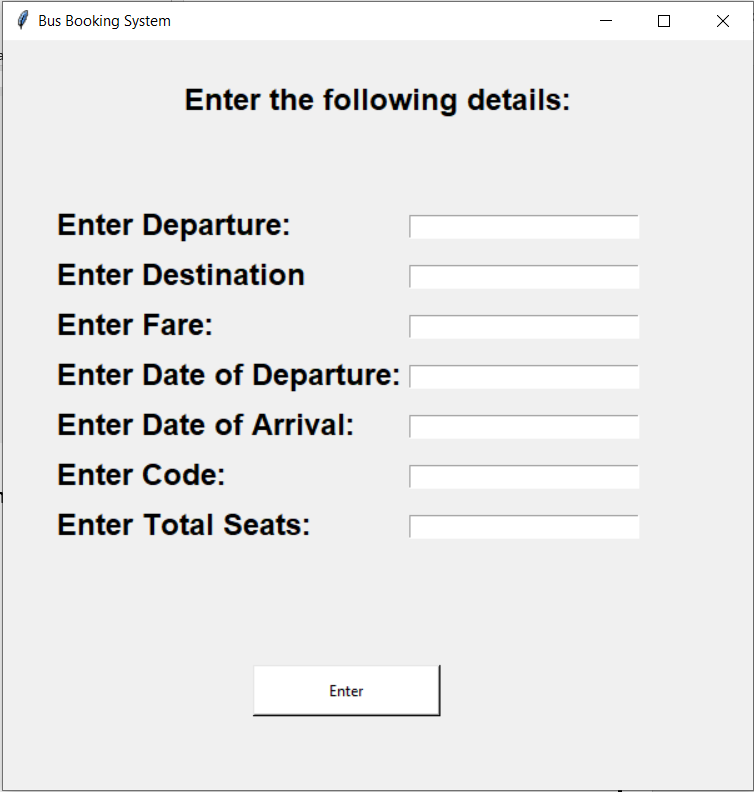 Bus Booking System
Enter the following details:
Enter Departure:
Enter Destination
Enter Fare:
Enter Date of Departure:
Enter Date of Arrival:
Enter Code:
Enter Total Seats:
Enter